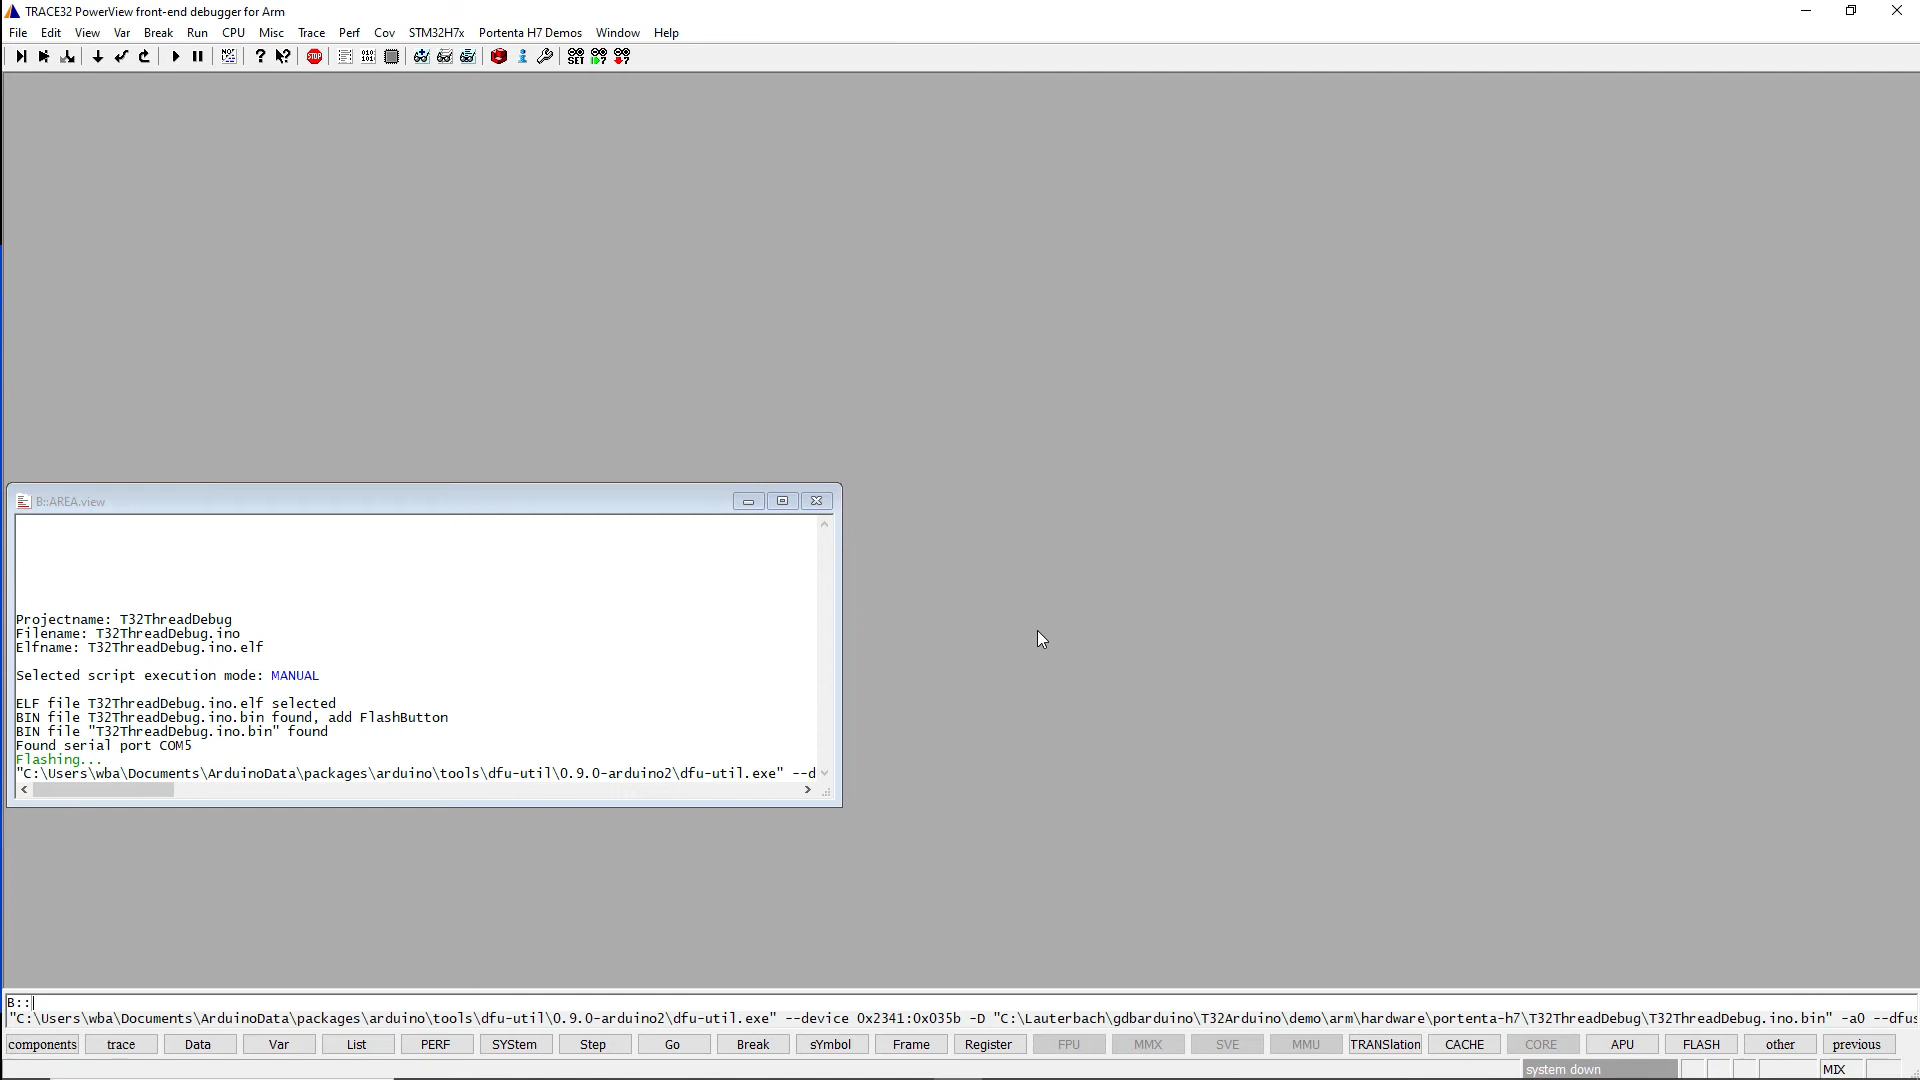 TRACE32 PowerView front-end debugger for Arm
File Edit View Var Break Run CPU Misc Trace Perf Cov STM32H7x Portenta H7 Demos Window Help
B::AREA.view
Projectname: T32ThreadDebug
Filename: T32ThreadDebug.ino
Elfname: T32ThreadDebug.ino.elf
Selected script execution mode: MANUAL
ELF file T32ThreadDebug.ino.elf selected
BIN file T32ThreadDebug.ino.bin found, add FlashButton
BIN file "T32ThreadDebug.ino.bin" found
Found serial port COM5
Flashing...
"C:\Users\wba\Documents\ArduinoData\packages\arduino\tools\dfu-util\0.9.0-arduino2\dfu-util.exe" --d
B::
"C:\Users\wba\Documents\ArduinoData\packages\arduino\tools\dfu-util\0.9.0-arduino2\dfu-util.exe" --device 0x2341:0x035b -D "C:\Lauterbach\gdbarduino\T32Arduino\demo\arm\hardware\portenta-h7\T32ThreadDebug\T32ThreadDebug.ino.bin" -a0 --dfus
components trace Data Var List PERF SYStem Step Go Break sYmbol Frame Register FPU MMX SVE MMU TRANSlation CACHE CORE APU FLASH other previous
system down MIX